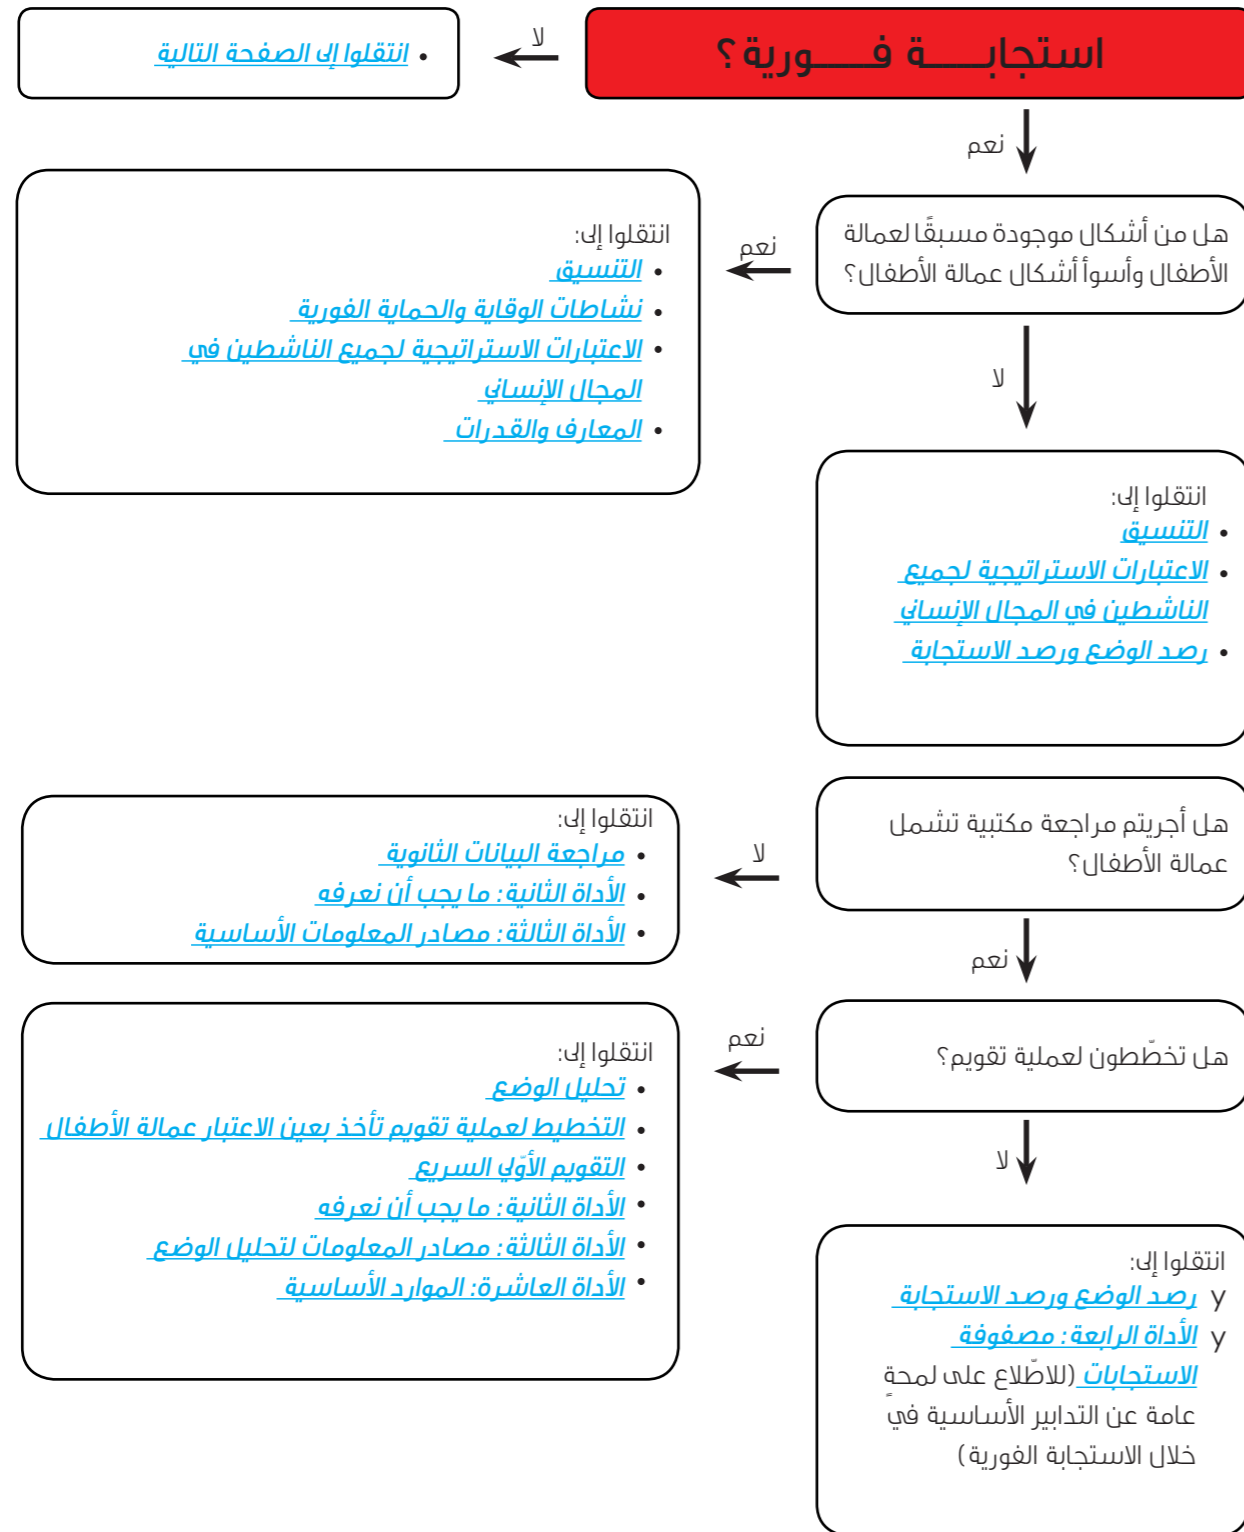 استجابـــــة فـــــورية؟
لا
• انتقلوا إلى الصفحة التالية
نعم
هل من أشكال موجودة مسبقًا لعمالة
الأطفال وأسوأ أشكال عمالة الأطفال؟
نعم
انتقلوا إلى:
• التنسيق
• نشاطات الوقاية والحماية الفورية
• الاعتبارات الاستراتيجية لجميع الناشطين في
المجال الإنساني
• المعارف والقدرات
لا
انتقلوا إلى:
• التنسيق
• الاعتبارات الاستراتيجية لجميع
الناشطين في المجال الإنساني
• رصد الوضع ورصد الاستجابة
هل أجريتم مراجعة مكتبية تشمل
عمالة الأطفال؟
لا
انتقلوا إلى:
• مراجعة البيانات الثانوية
• الأداة الثانية: ما يجب أن نعرفه
• الأداة الثالثة: مصادر المعلومات الأساسية
نعم
هل تخطّطون لعملية تقويم؟
نعم
انتقلوا إلى:
• تحليل الوضع
• التخطيط لعملية تقويم تأخذ بعين الاعتبار عمالة الأطفال
• التقويم الأوّلي السريع
• الأداة الثانية: ما يجب أن نعرفه
• الأداة الثالثة: مصادر المعلومات لتحليل الوضع
• الأداة العاشرة: الموارد الأساسية
لا
انتقلوا إلى:
y رصد الوضع ورصد الاستجابة
y الأداة الرابعة: مصفوفة
الاستجابات (للاطّلاع على لمحةٍ
عامة عن التدابير الأساسية في
خلال الاستجابة الفورية)